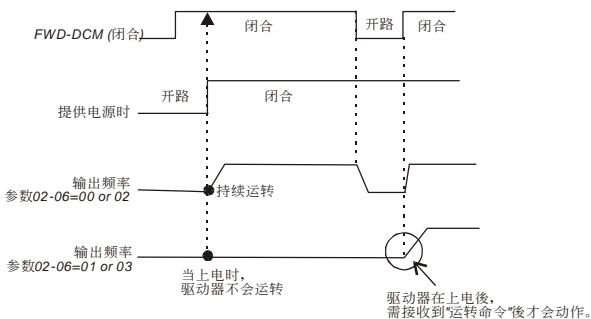 FWD-DCM (闭合)
闭合
开路
闭合
提供电源时
开路
闭合
输出频率
参数02-06=00 or 02
持续运转
输出频率
参数02-06=01 or 03
当上电时,
驱动器不会运转
驱动器在上电後,
需接收到"运转命令"後才会动作。